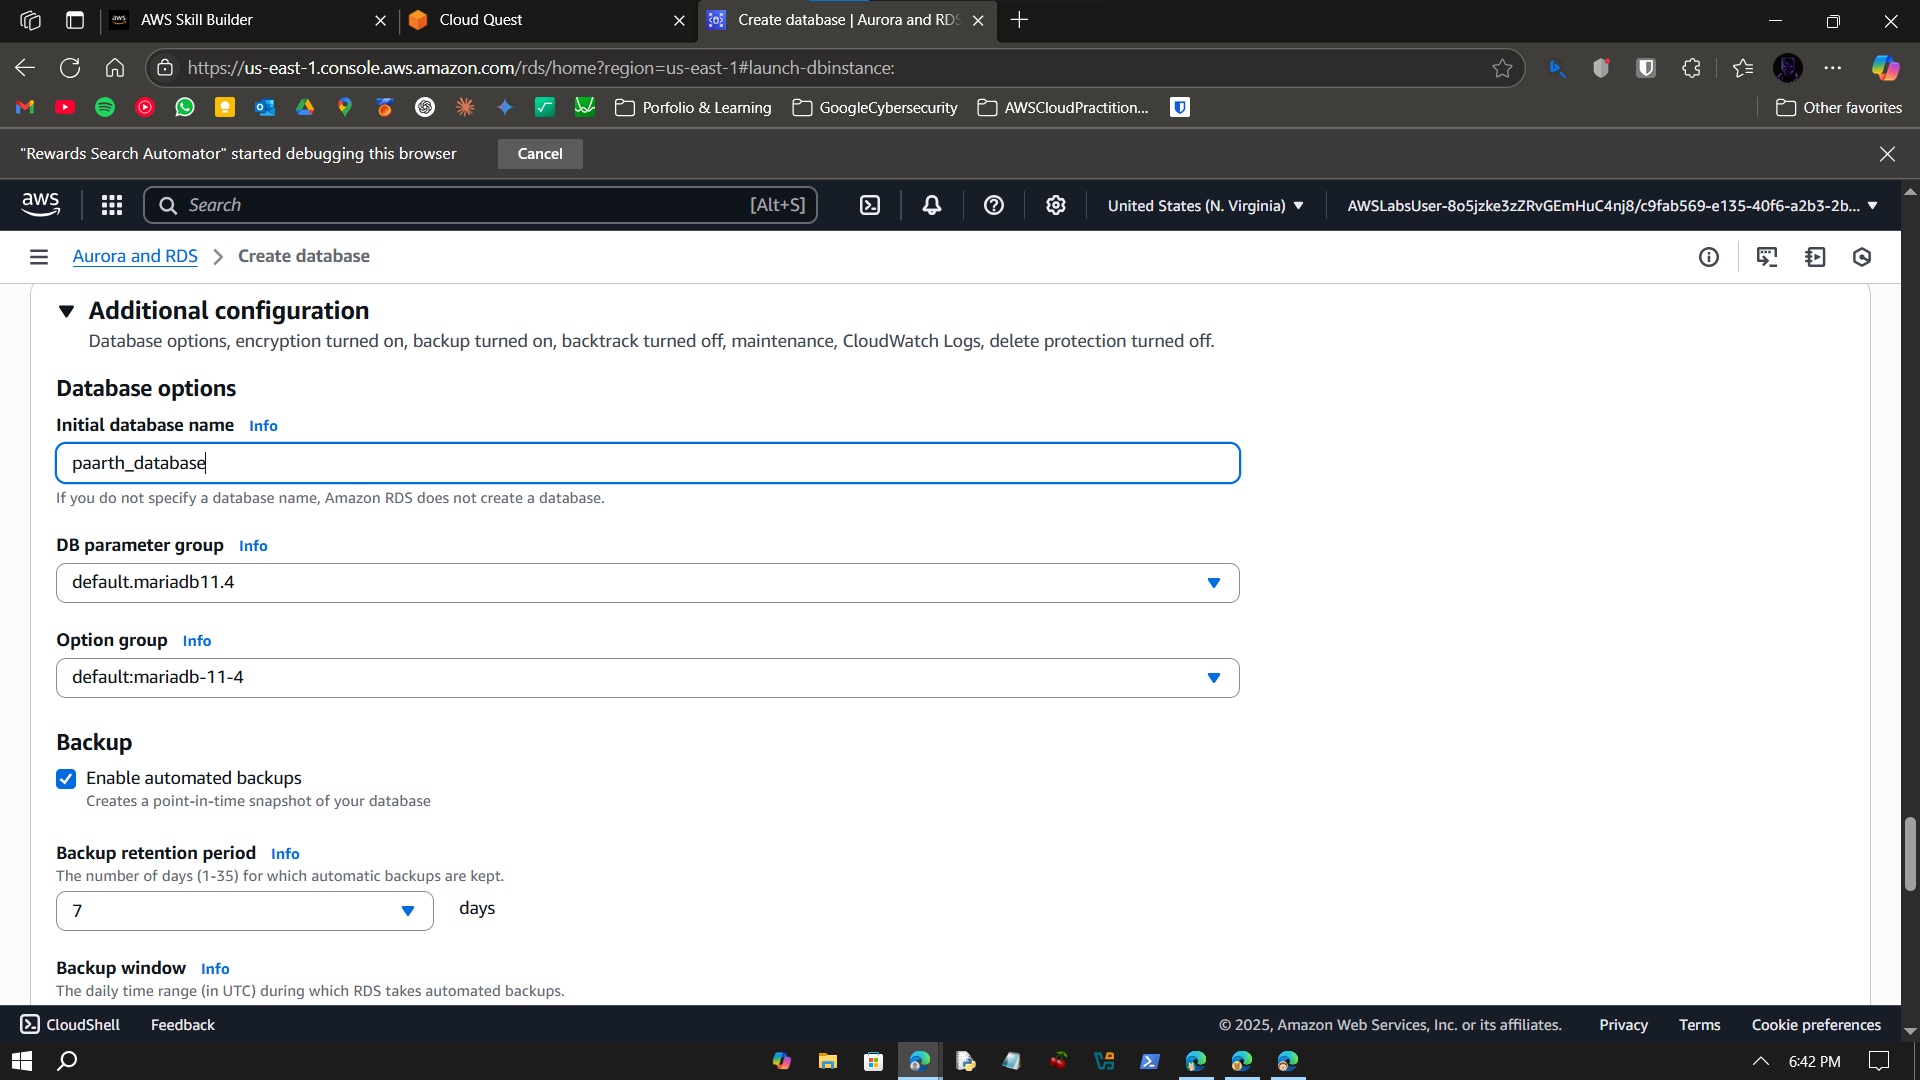 AWS Skill Builder
Cloud Quest
Create database | Aurora and RDS
https://us-east-1.console.aws.amazon.com/rds/home?region=us-east-1#launch-dbinstance:
Porfolio & Learning
GoogleCybersecurity
AWSCloudPractition...
Other favorites
"Rewards Search Automator" started debugging this browser
Cancel
aws
Search
[Alt+S]
United States (N. Virginia)
AWSLabsUser-8o5jzke3zZRvGEmHuC4nj8/c9fab569-e135-40f6-a2b3-2b...
Aurora and RDS
Create database
Additional configuration
Database options, encryption turned on, backup turned on, backtrack turned off, maintenance, CloudWatch Logs, delete protection turned off.
Database options
Initial database name Info
paarth_database
If you do not specify a database name, Amazon RDS does not create a database.
DB parameter group Info
default.mariadb11.4
Option group Info
default:mariadb-11-4
Backup
Enable automated backups
Creates a point-in-time snapshot of your database
Backup retention period Info
The number of days (1-35) for which automatic backups are kept.
7
days
Backup window Info
The daily time range (in UTC) during which RDS takes automated backups.
CloudShell
Feedback
© 2025, Amazon Web Services, Inc. or its affiliates.
Privacy
Terms
Cookie preferences
6:42 PM